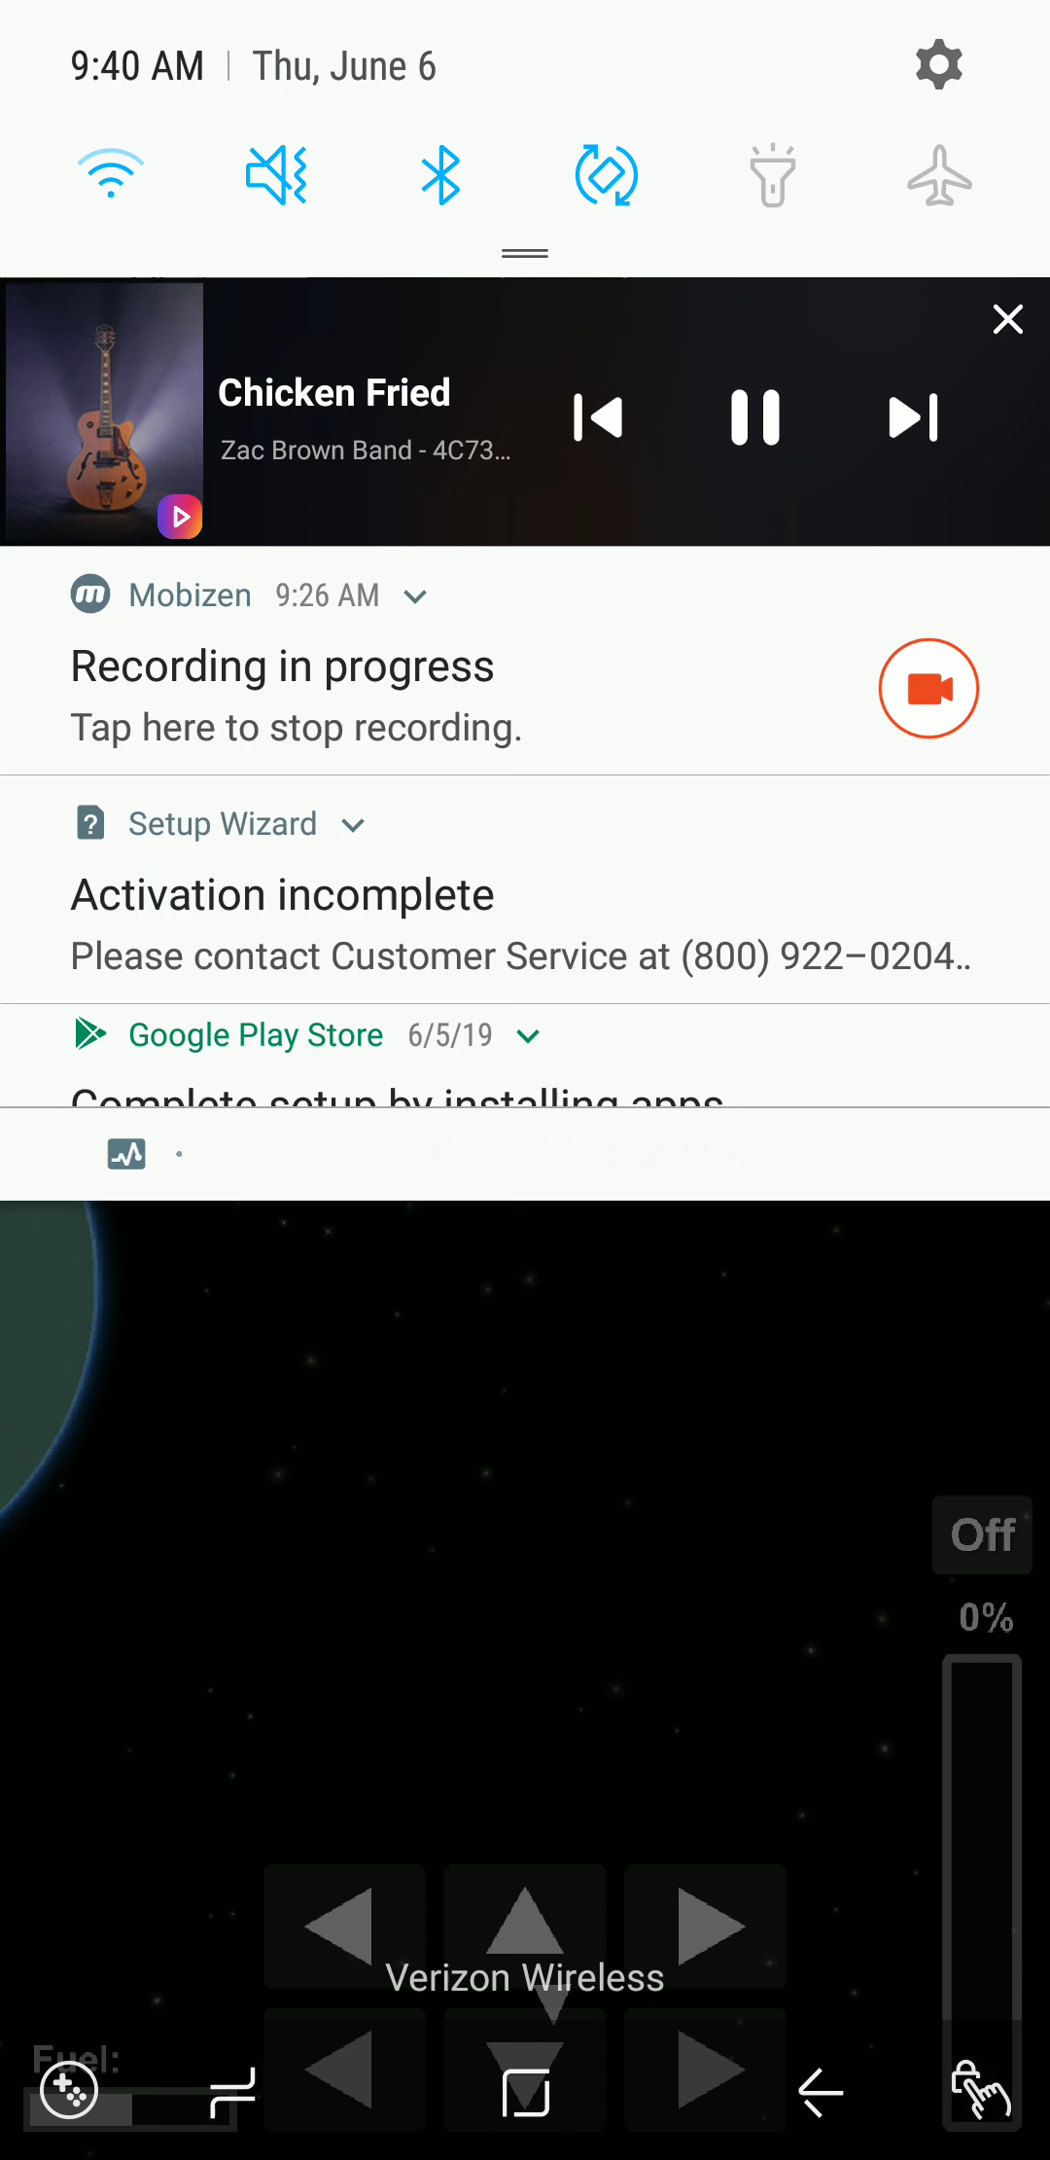 9:40 AM | Thu, June 6
Chicken Fried
Zac Brown Band - 4C73...
Mobizen 9:26 AM
Recording in progress
Tap here to stop recording.
Setup Wizard
Activation incomplete
Please contact Customer Service at (800) 922–0204..
Google Play Store 6/5/19
Complete setup by installing apps
Off
0%
Verizon Wireless
Fuel: